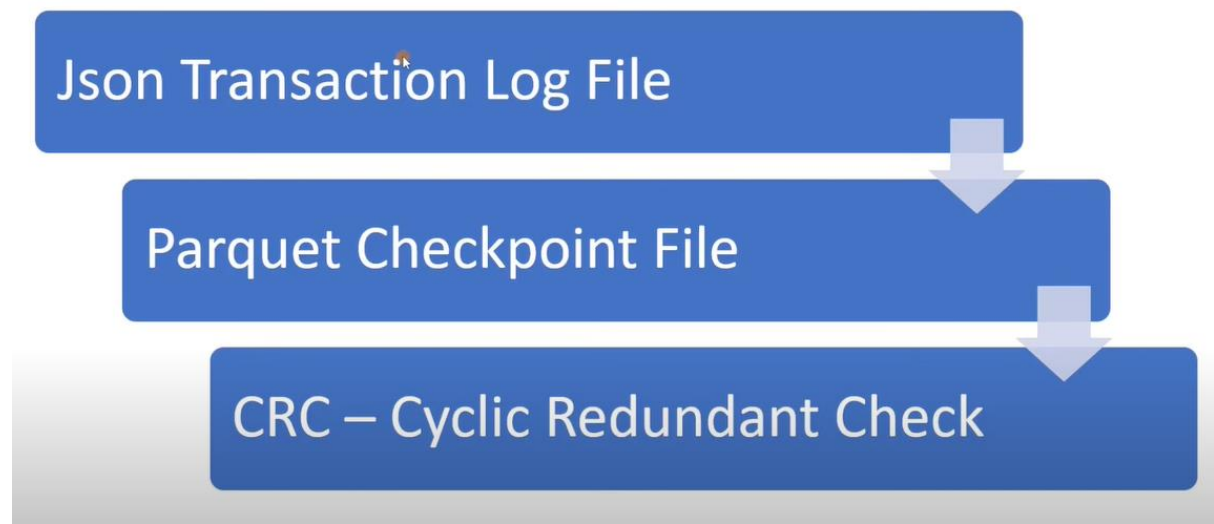 Json Transaction Log File
Parquet Checkpoint File
CRC – Cyclic Redundant Check